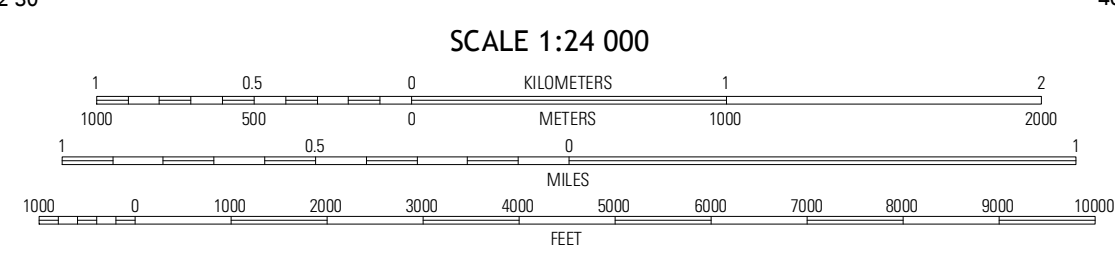 2'30"
SCALE 1:24 000
1 0.5 0 KILOMETERS 1 2
1000 500 0 METERS 1000 2000
1 0.5 0 1
MILES
1000 0 1000 2000 3000 4000 5000 6000 7000 8000 9000 10000
FEET